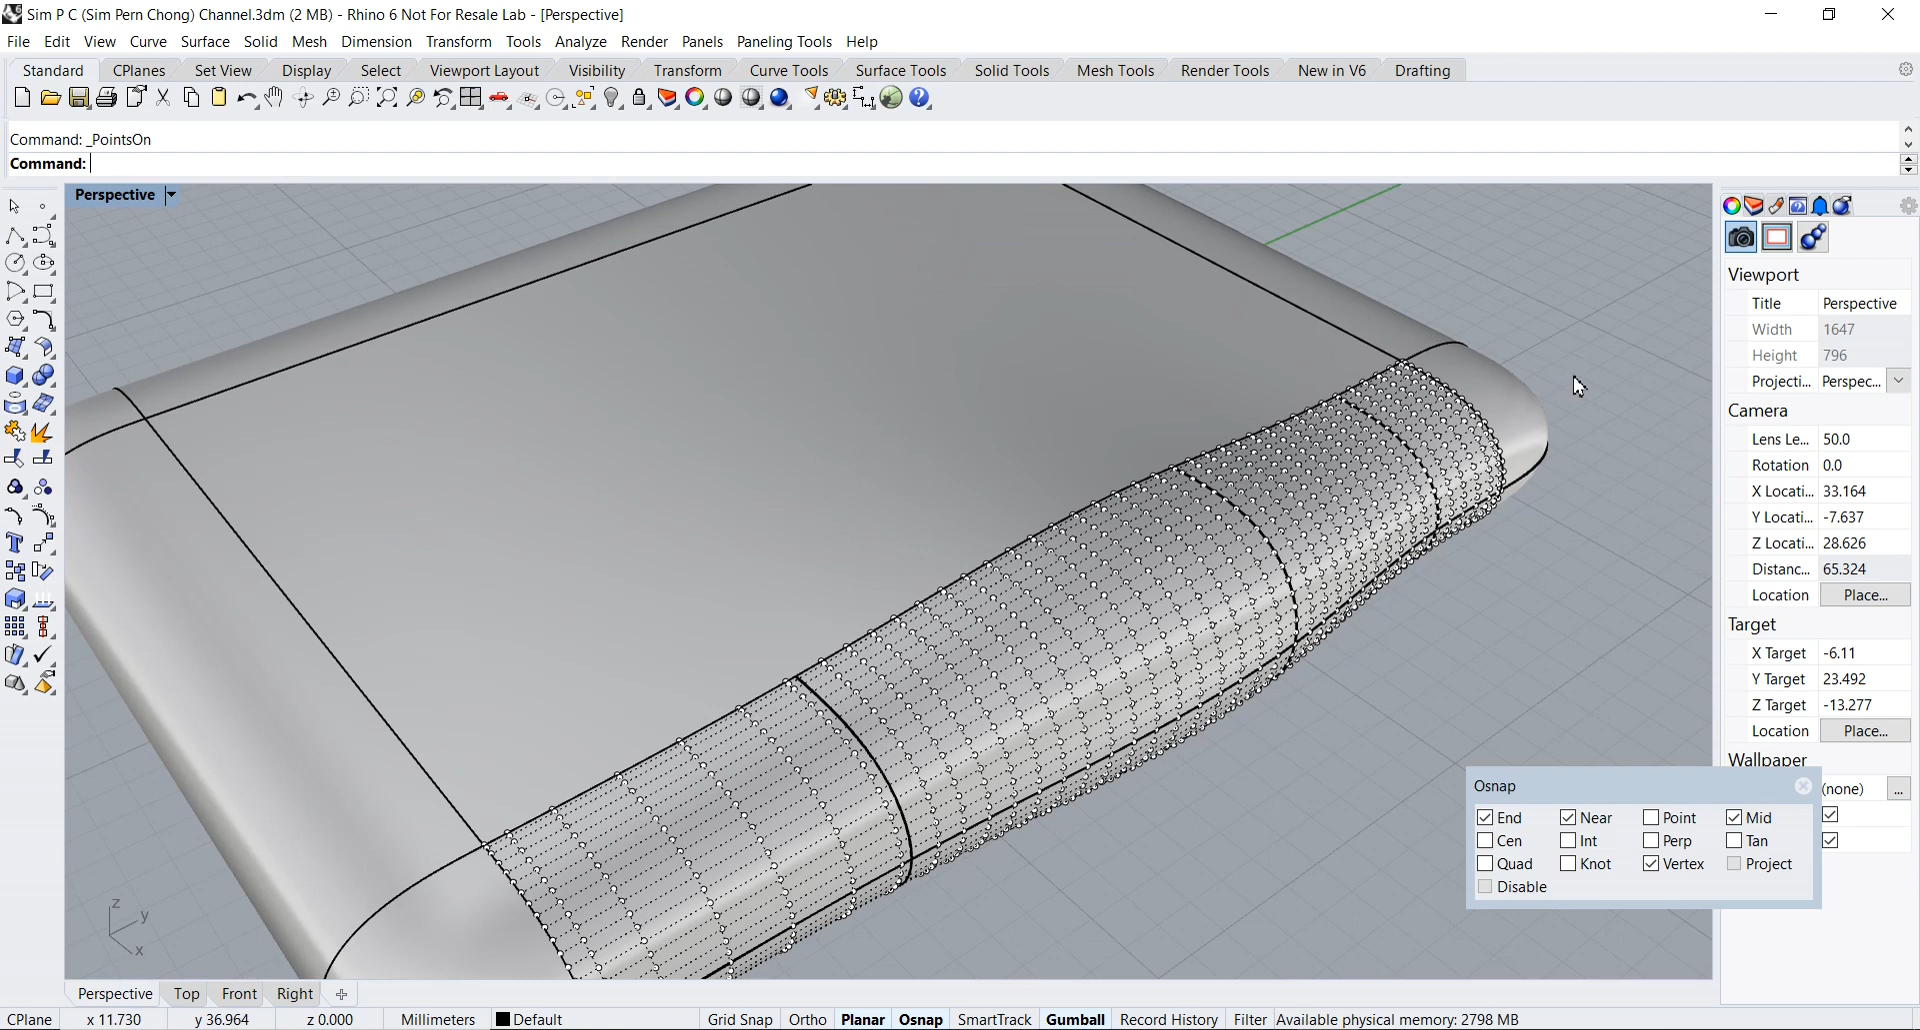 Sim P C (Sim Pern Chong) Channel.3dm (2 MB) - Rhino 6 Not For Resale Lab - [Perspective]
File Edit View Curve Surface Solid Mesh Dimension Transform Tools Analyze Render Panels Paneling Tools Help
Standard CPlanes Set View Display Select Viewport Layout Visibility Transform Curve Tools Surface Tools Solid Tools Mesh Tools Render Tools New in V6 Drafting
Command: _PointsOn
Command:
Perspective
Viewport
Title Perspective
Width 1647
Height 796
Projecti... Perspec...
Camera
Lens Le... 50.0
Rotation 0.0
X Locati... 33.164
Y Locati... -7.637
Z Locati... 28.626
Distanc... 65.324
Location Place...
Target
X Target -6.11
Y Target 23.492
Z Target -13.277
Location Place...
Wallpaper
(none) ...
Osnap
End Near Point Mid
Cen Int Perp Tan
Quad Knot Vertex Project
Disable
z
y
x
Perspective Top Front Right
CPlane x 11.730 y 36.964 z 0.000 Millimeters Default Grid Snap Ortho Planar Osnap SmartTrack Gumball Record History Filter Available physical memory: 2798 MB